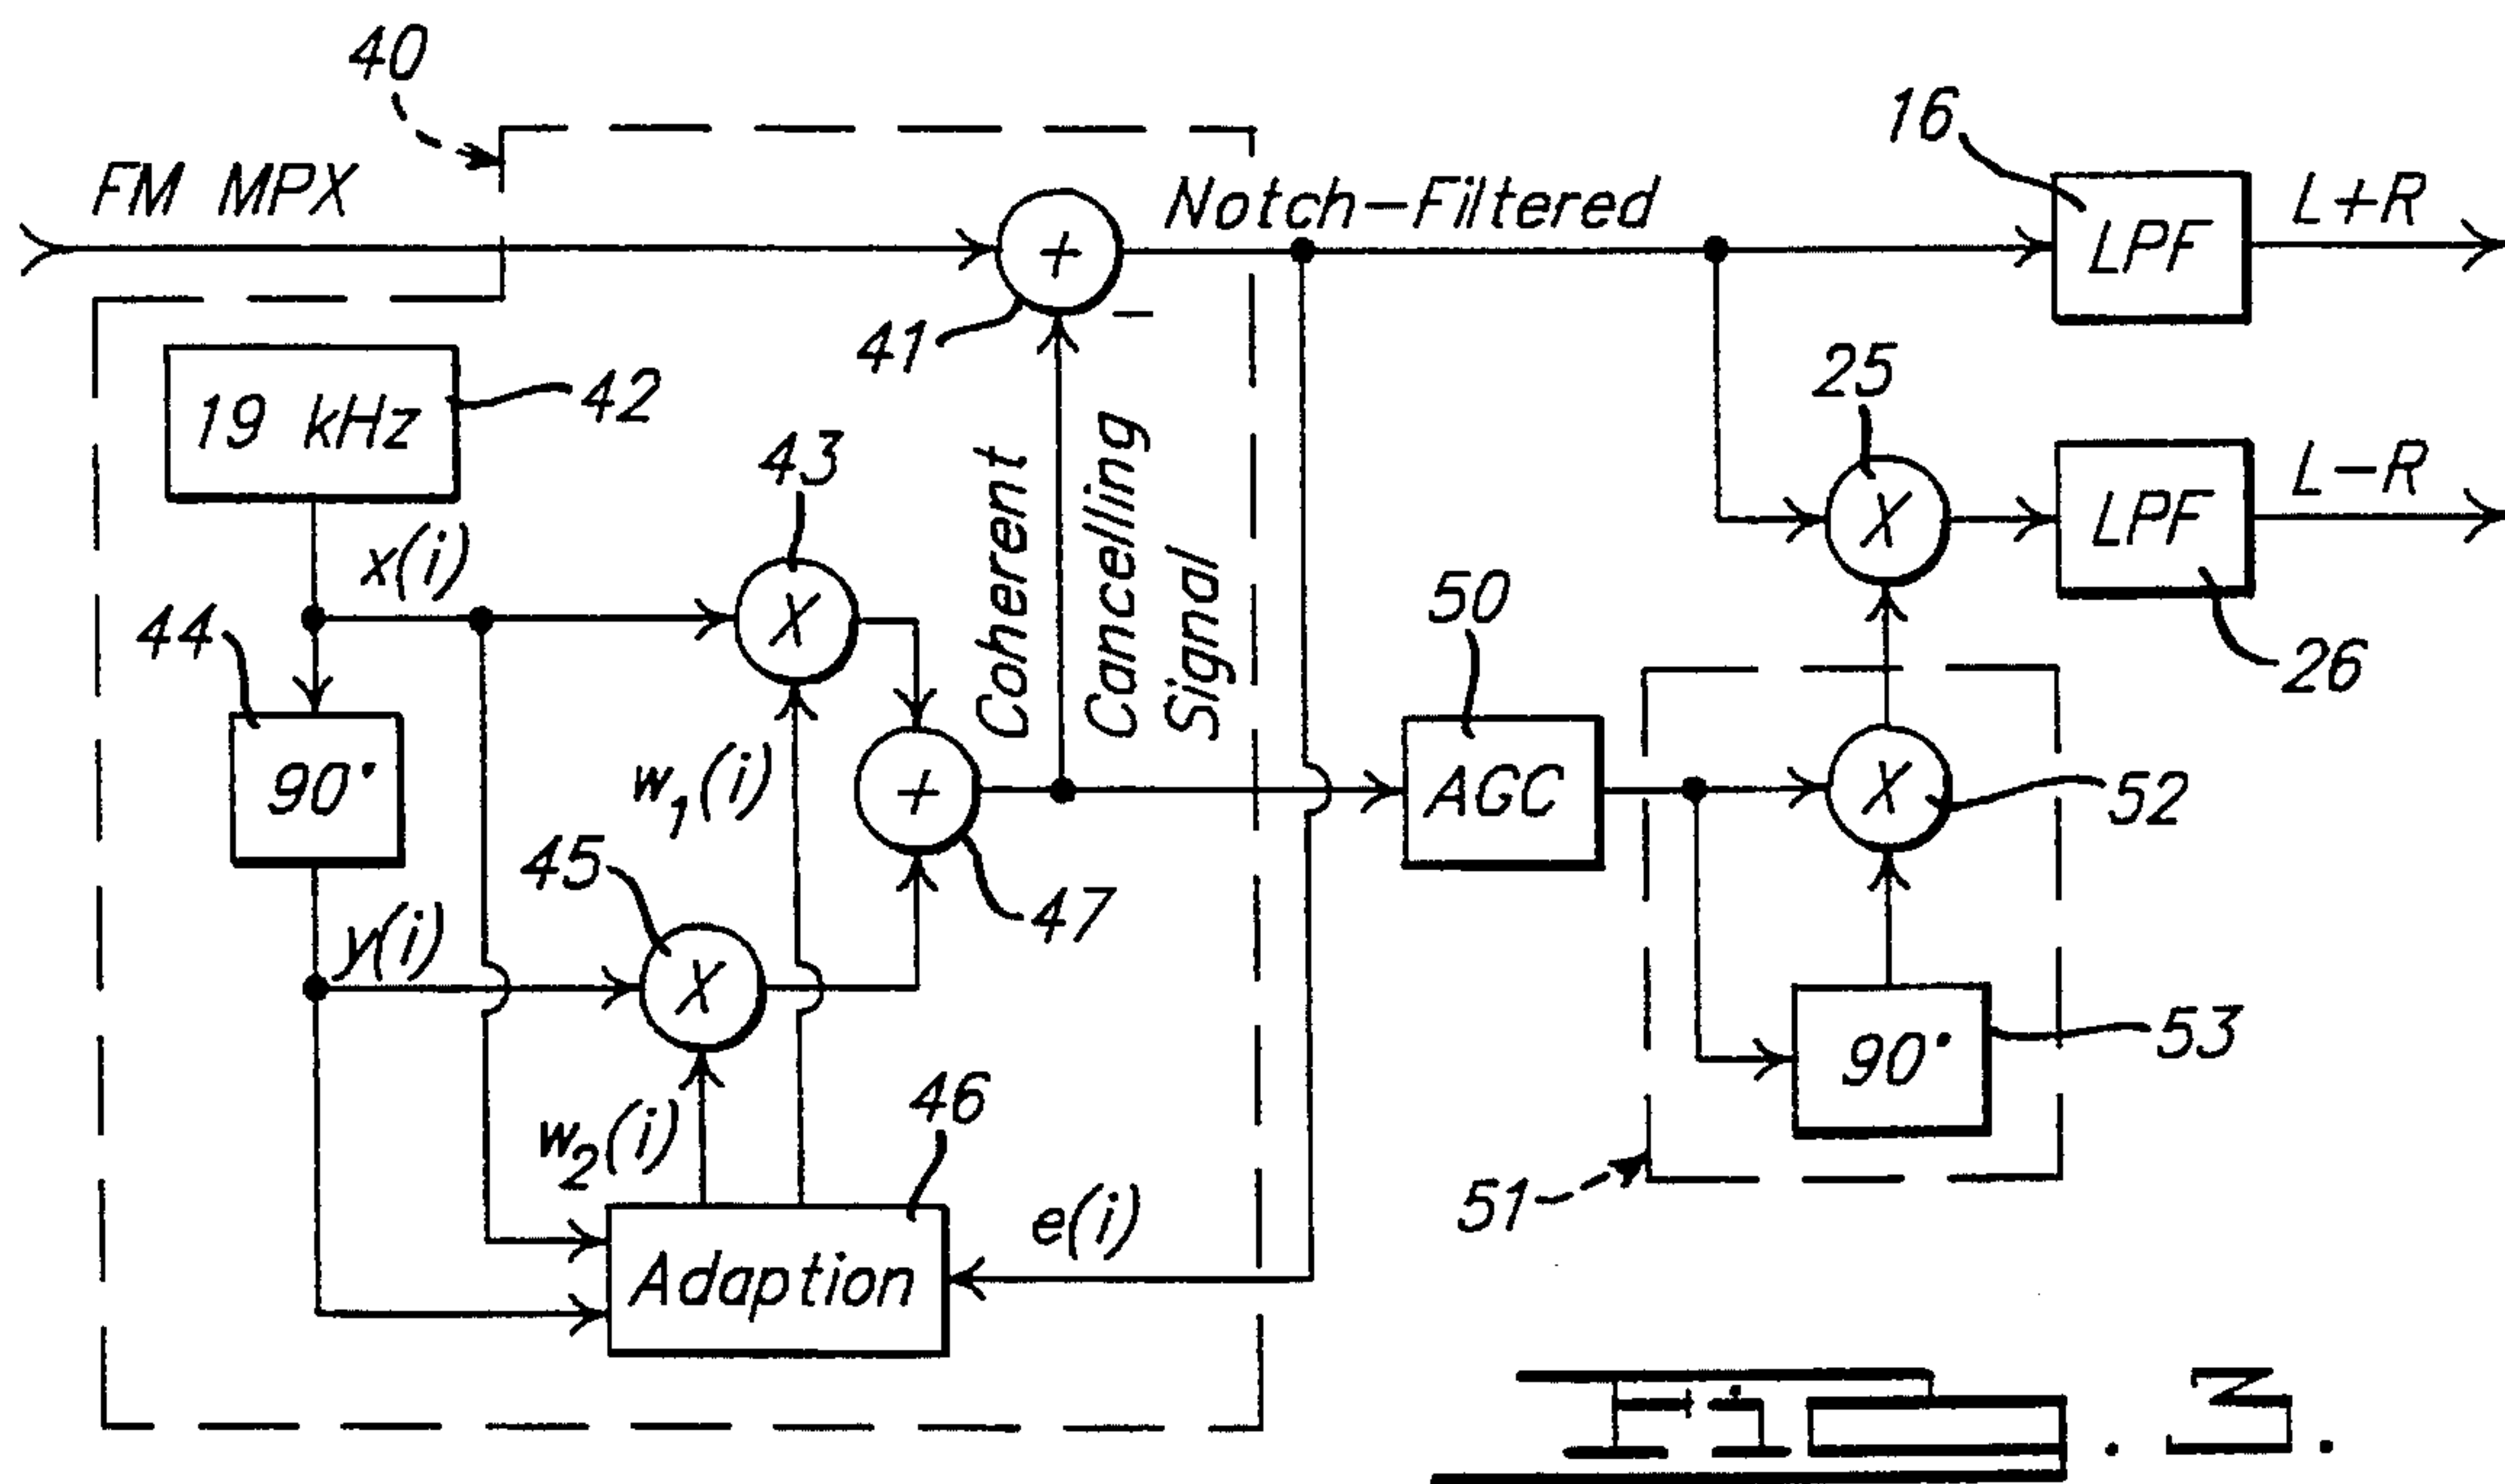 40
FM MPX
Notch-Filtered
16
LPF
L+R
+
-
41
19 kHz
42
25
X
LPF
L-R
26
43
x(i)
X
Coherent
Cancelling
Signal
44
90°
w1(i)
+
47
50
AGC
X
52
45
y(i)
X
90°
53
w2(i)
46
Adaption
e(i)
51
Fig. 3.